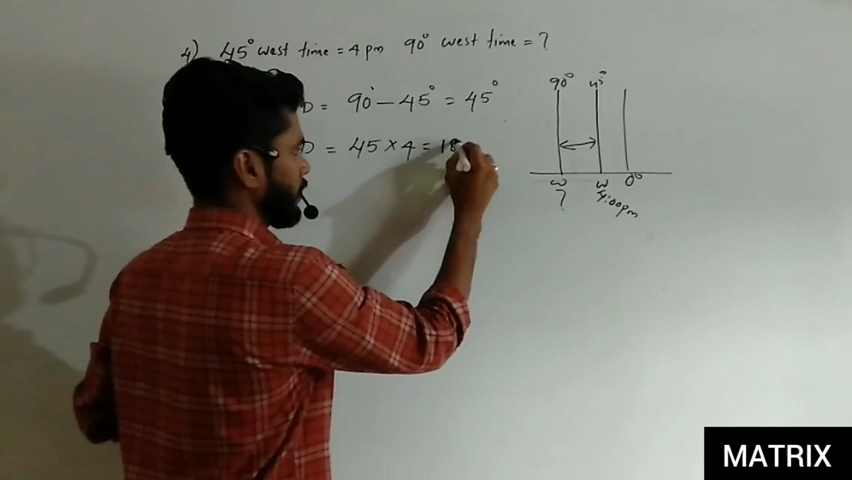 4) 45° west time = 4 pm 90° west time = ?
D = 90° - 45° = 45°
D = 45 × 4 = 18
90° 45°
W W 0°
? 4:00pm
MATRIX